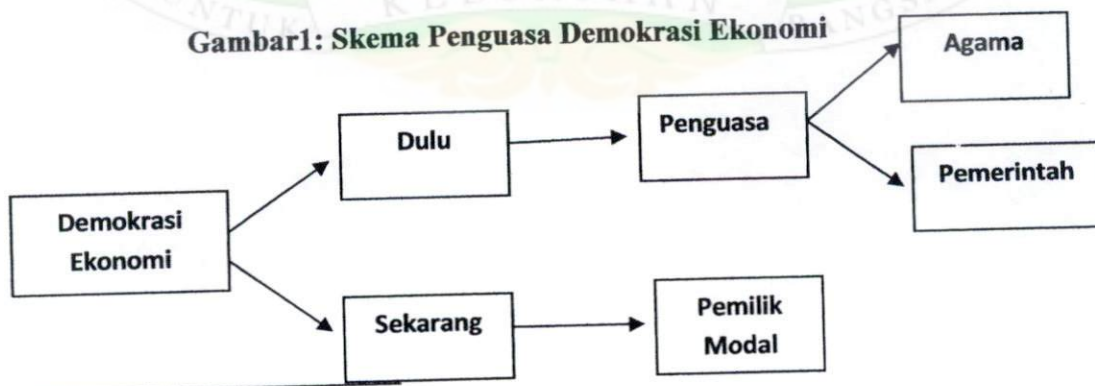 Gambar1: Skema Penguasa Demokrasi Ekonomi
Agama
Dulu
Penguasa
Pemerintah
Demokrasi
Ekonomi
Sekarang
Pemilik
Modal